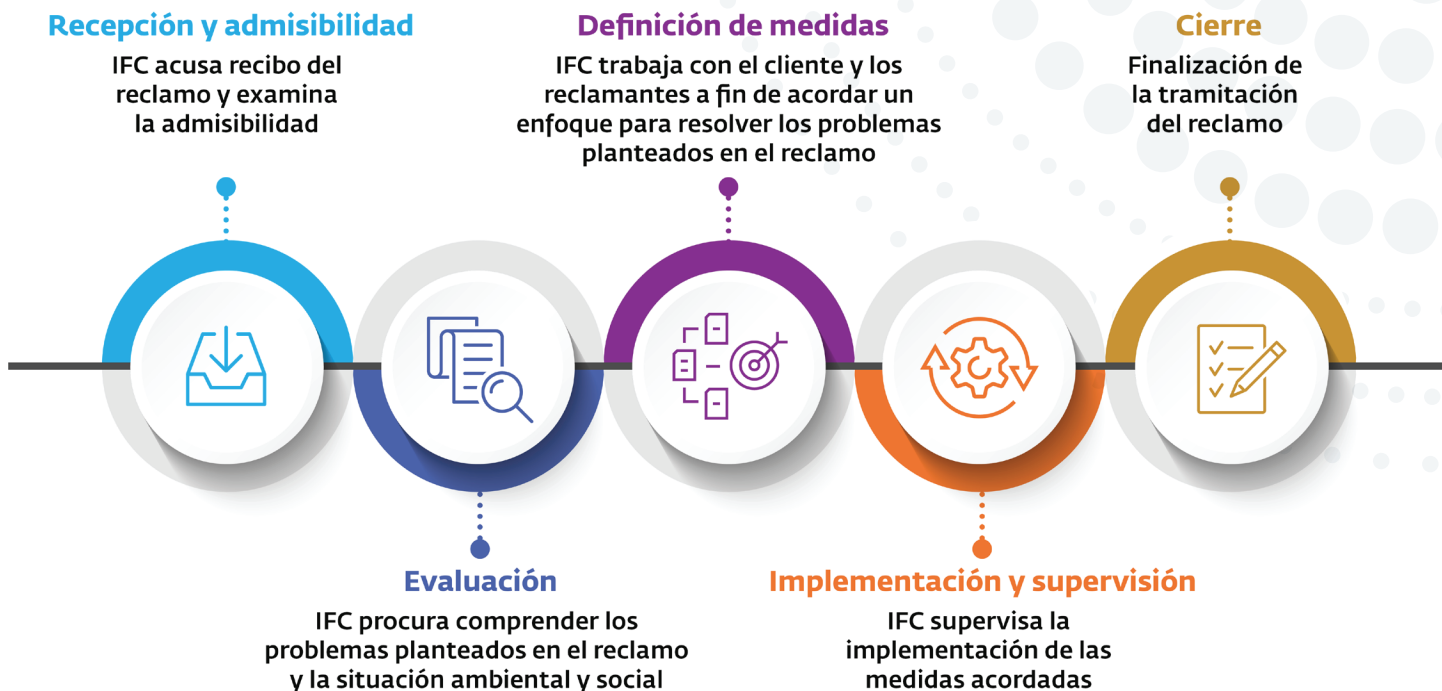 Recepción y admisibilidad
IFC acusa recibo del
reclamo y examina
la admisibilidad
Evaluación
IFC procura comprender los
problemas planteados en el reclamo
y la situación ambiental y social
Definición de medidas
IFC trabaja con el cliente y los
reclamantes a fin de acordar un
enfoque para resolver los problemas
planteados en el reclamo
Implementación y supervisión
IFC supervisa la
implementación de las
medidas acordadas
Cierre
Finalización de
la tramitación
del reclamo